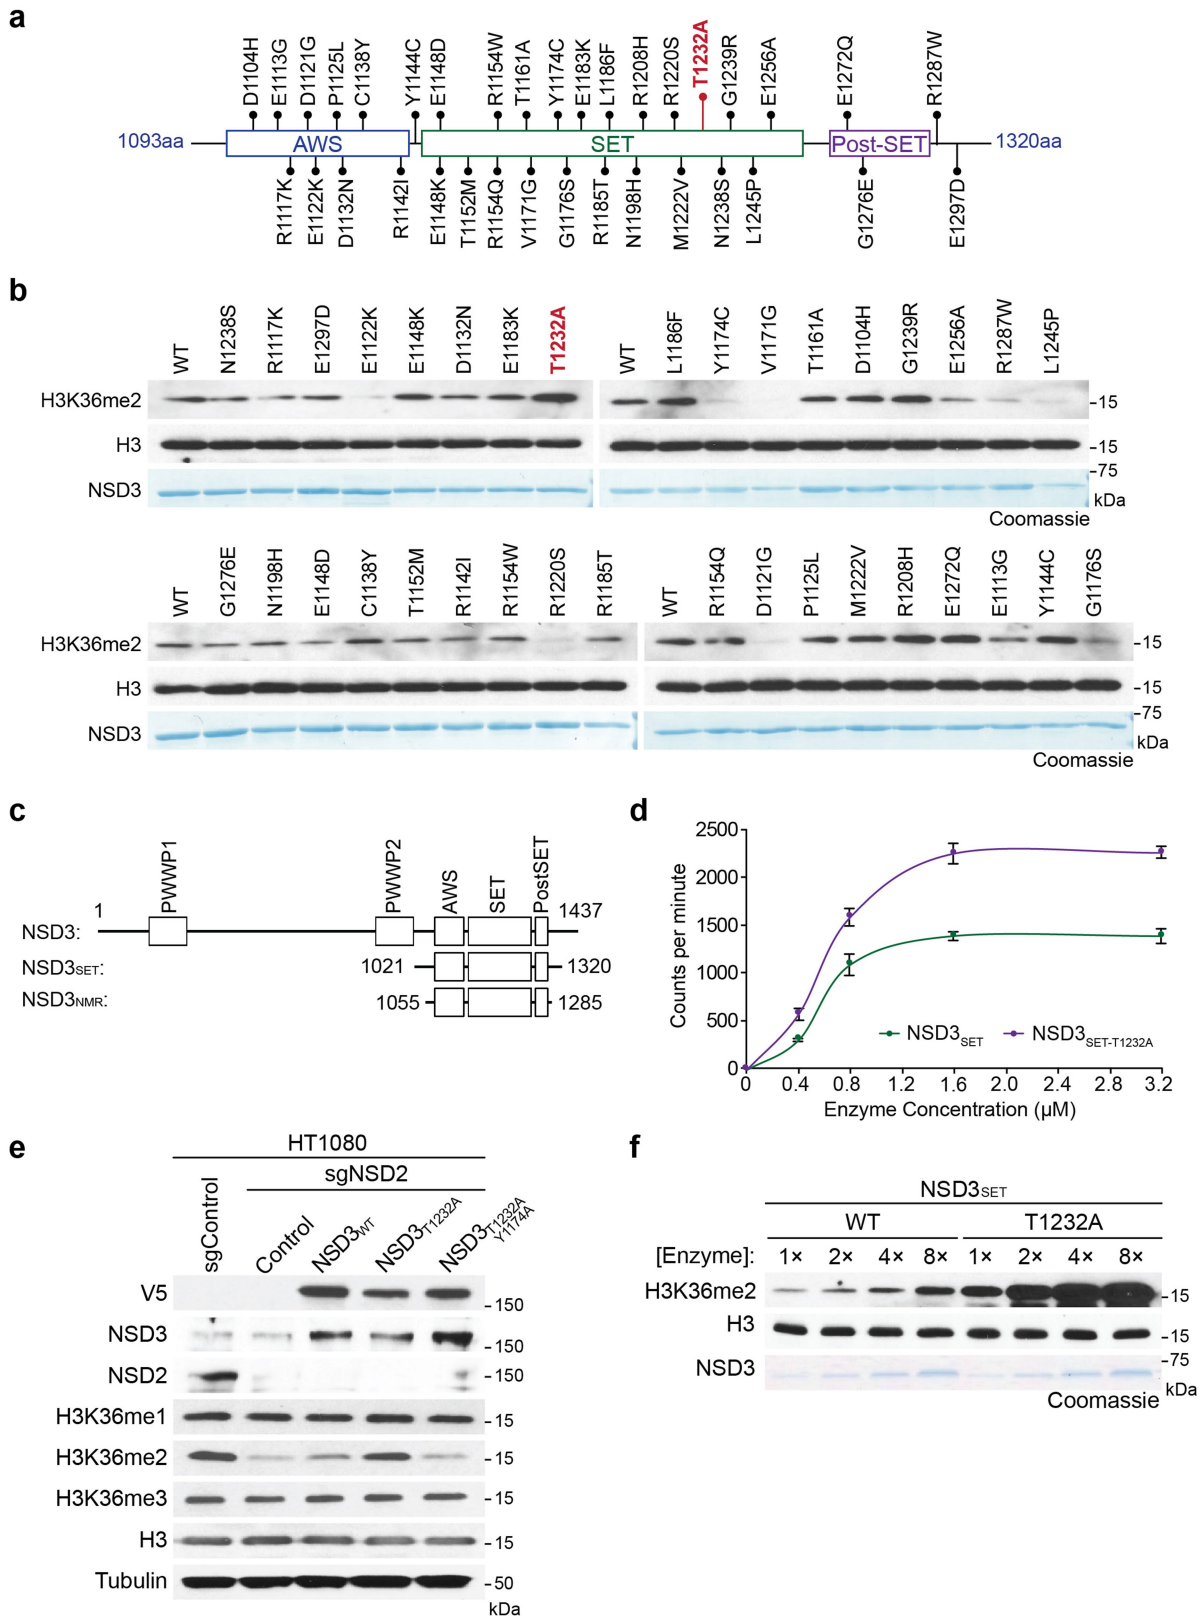 a
D1104H E1113G D1121G P1125L C1138Y Y1144C E1148D R1154W T1161A Y1174C E1183K L1186F R1208H R1220S T1232A G1239R E1256A E1272Q R1287W
1093aa AWS SET Post-SET 1320aa
R1117K E1122K D1132N R1142I E1148K T1152M R1154Q V1171G G1176S R1185T N1198H M1222V N1238S L1245P G1276E E1297D
b
WT N1238S R1117K E1297D E1122K E1148K D1132N E1183K T1232A WT L1186F Y1174C V1171G T1161A D1104H G1239R E1256A R1287W L1245P
H3K36me2 -15
H3 -15
-75
NSD3
kDa
Coomassie
WT G1276E N1198H E1148D C1138Y T1152M R1142I R1154W R1220S R1185T WT R1154Q D1121G P1125L M1222V R1208H E1272Q E1113G Y1144C G1176S
H3K36me2 -15
H3 -15
-75
NSD3
kDa
Coomassie
c
PWWP1 PWWP2 AWS SET PostSET
1 1437
NSD3:
NSD3SET: 1021 1320
NSD3NMR: 1055 1285
d
Counts per minute
2500
2000
1500
1000
500
0
NSD3SET NSD3SET-T1232A
0 0.4 0.8 1.2 1.6 2.0 2.4 2.8 3.2
Enzyme Concentration (µM)
e
HT1080
sgNSD2
sgControl Control NSD3WT NSD3T1232A NSD3T1232A Y1174A
V5 -150
NSD3 -150
NSD2 -150
H3K36me1 -15
H3K36me2 -15
H3K36me3 -15
H3 -15
Tubulin -50
kDa
f
NSD3SET
WT T1232A
[Enzyme]: 1× 2× 4× 8× 1× 2× 4× 8×
H3K36me2 -15
H3 -15
-75
NSD3
kDa
Coomassie